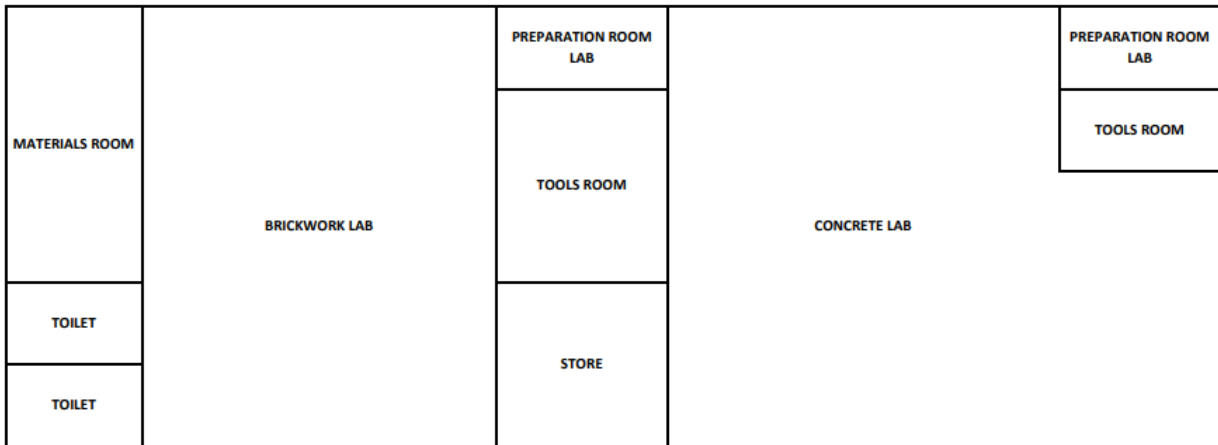 PREPARATION ROOM
LAB
PREPARATION ROOM
LAB
TOOLS ROOM
MATERIALS ROOM
TOOLS ROOM
BRICKWORK LAB
CONCRETE LAB
TOILET
STORE
TOILET